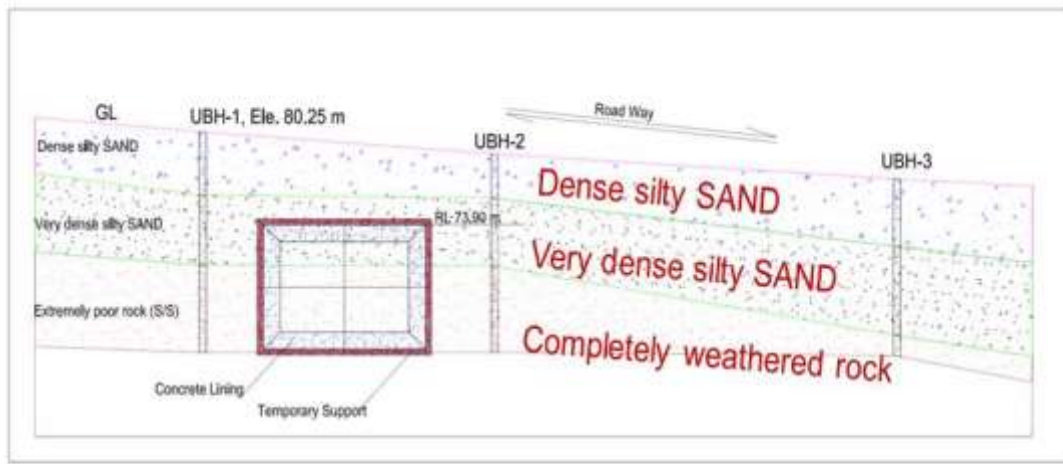 GL
UBH-1, Ele. 80.25 m
Road Way
UBH-2
UBH-3
Dense silty SAND
Dense silty SAND
RL-73.90 m
Very dense silty SAND
Very dense silty SAND
Extremely poor rock (S/S)
Completely weathered rock
Concrete Lining
Temporary Support